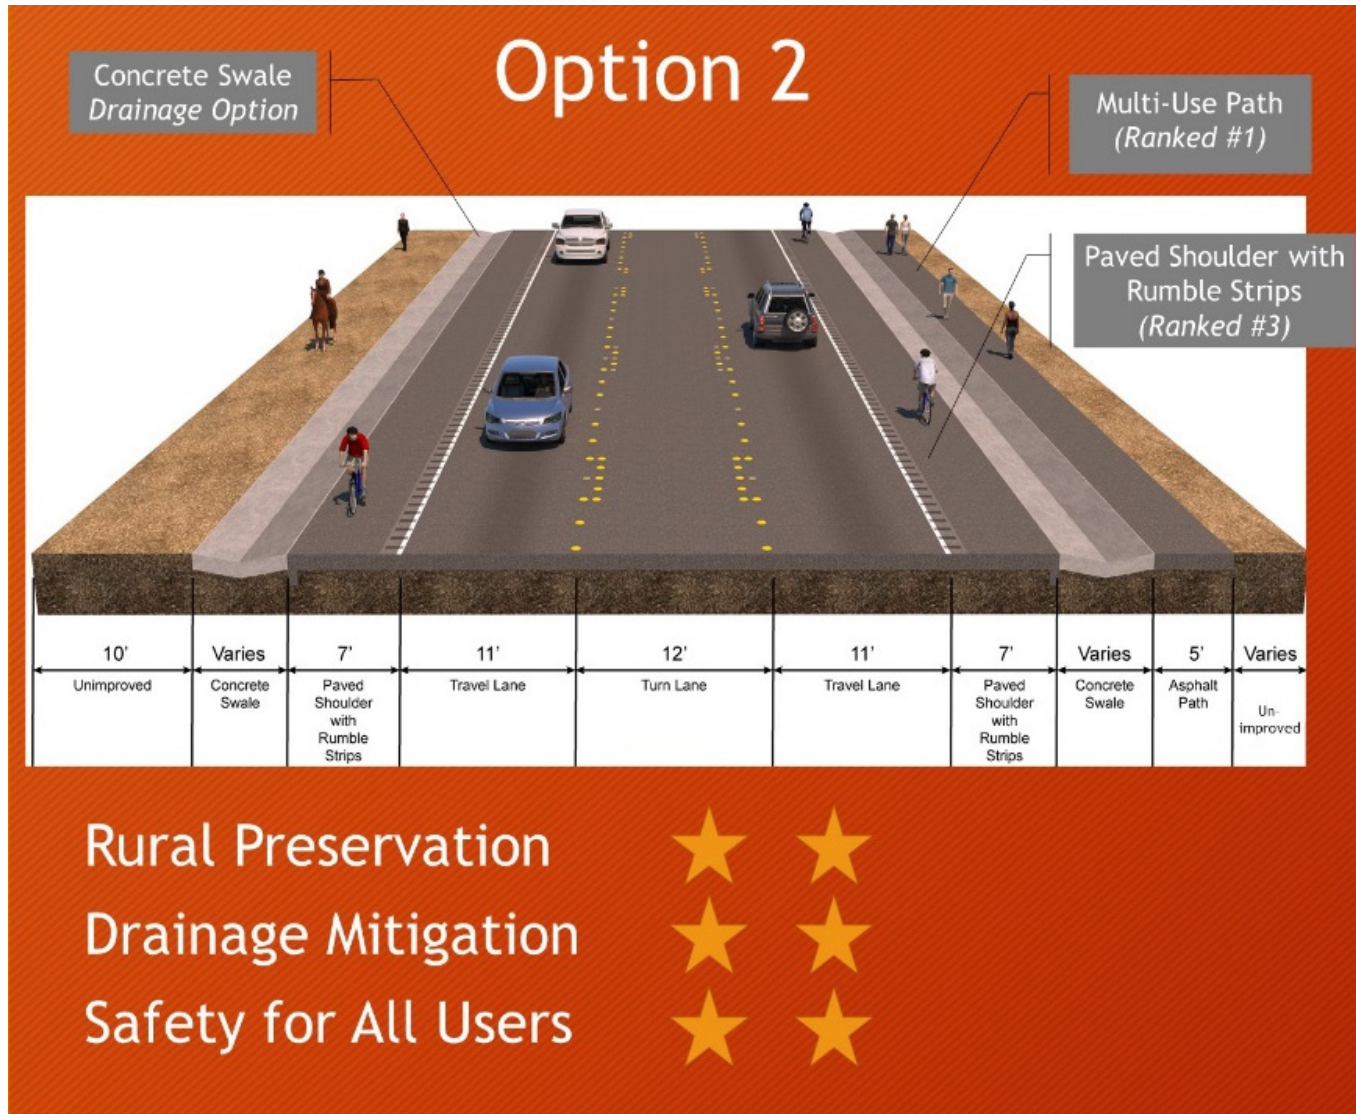 Option 2
Concrete Swale
Drainage Option
Multi-Use Path
(Ranked #1)
Paved Shoulder with
Rumble Strips
(Ranked #3)
10' Varies 7' 11' 12' 11' 7' Varies 5' Varies
Unimproved
Concrete
Swale
Paved
Shoulder
with
Rumble
Strips
Travel Lane
Turn Lane
Travel Lane
Paved
Shoulder
with
Rumble
Strips
Concrete
Swale
Asphalt
Path
Un-
improved
Rural Preservation
Drainage Mitigation
Safety for All Users